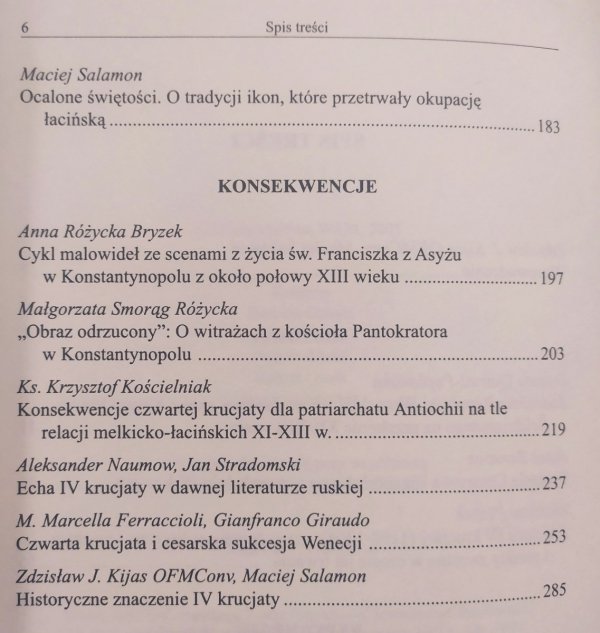 6 Spis treści
Maciej Salamon
Ocalone świętości. O tradycji ikon, które przetrwały okupację
łacińską ........................................................................ 183
KONSEKWENCJE
Anna Różycka Bryzek
Cykl malowideł ze scenami z życia św. Franciszka z Asyżu
w Konstantynopolu z około połowy XIII wieku ........................ 197
Małgorzata Smorąg Różycka
„Obraz odrzucony”: O witrażach z kościoła Pantokratora
w Konstantynopolu ........................................................ 203
Ks. Krzysztof Kościelniak
Konsekwencje czwartej krucjaty dla patriarchatu Antiochii na tle
relacji melkicko-łacińskich XI-XIII w. .................................. 219
Aleksander Naumow, Jan Stradomski
Echa IV krucjaty w dawnej literaturze ruskiej ............................ 237
M. Marcella Ferraccioli, Gianfranco Giraudo
Czwarta krucjata i cesarska sukcesja Wenecji ............................ 253
Zdzisław J. Kijas OFMConv, Maciej Salamon
Historyczne znaczenie IV krucjaty ............................................ 285